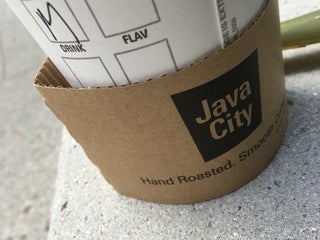 M
DRINK
FLAV
Java
City
Hand Roasted. Smooth